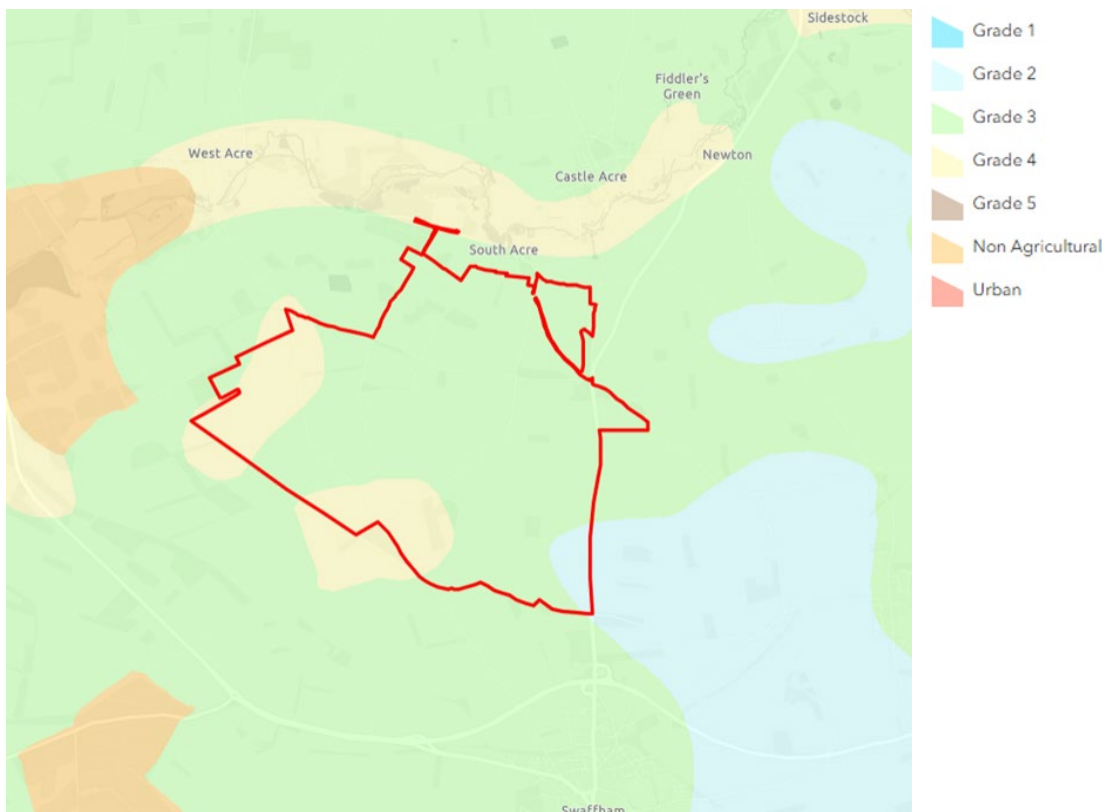 Sidestock
Fiddler's
Green
West Acre
Newton
Castle Acre
South Acre
Swaffham
Grade 1
Grade 2
Grade 3
Grade 4
Grade 5
Non Agricultural
Urban